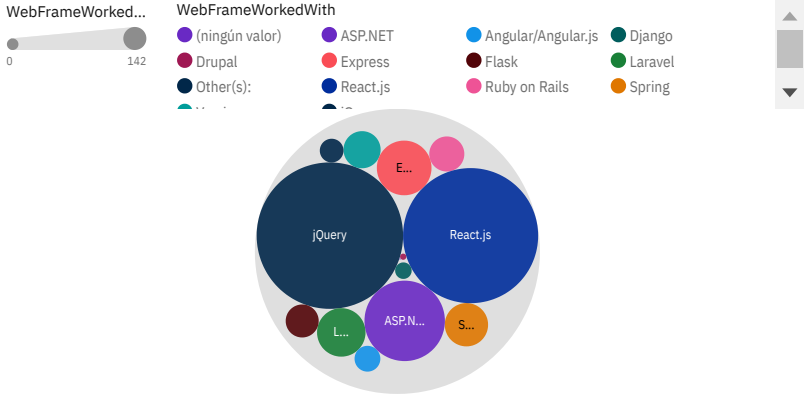 WebFrameWorked...
0 142
WebFrameWorkedWith
(ningún valor) ASP.NET Angular/Angular.js Django
Drupal Express Flask Laravel
Other(s): React.js Ruby on Rails Spring
E...
jQuery
React.js
ASP.N...
L...
S...